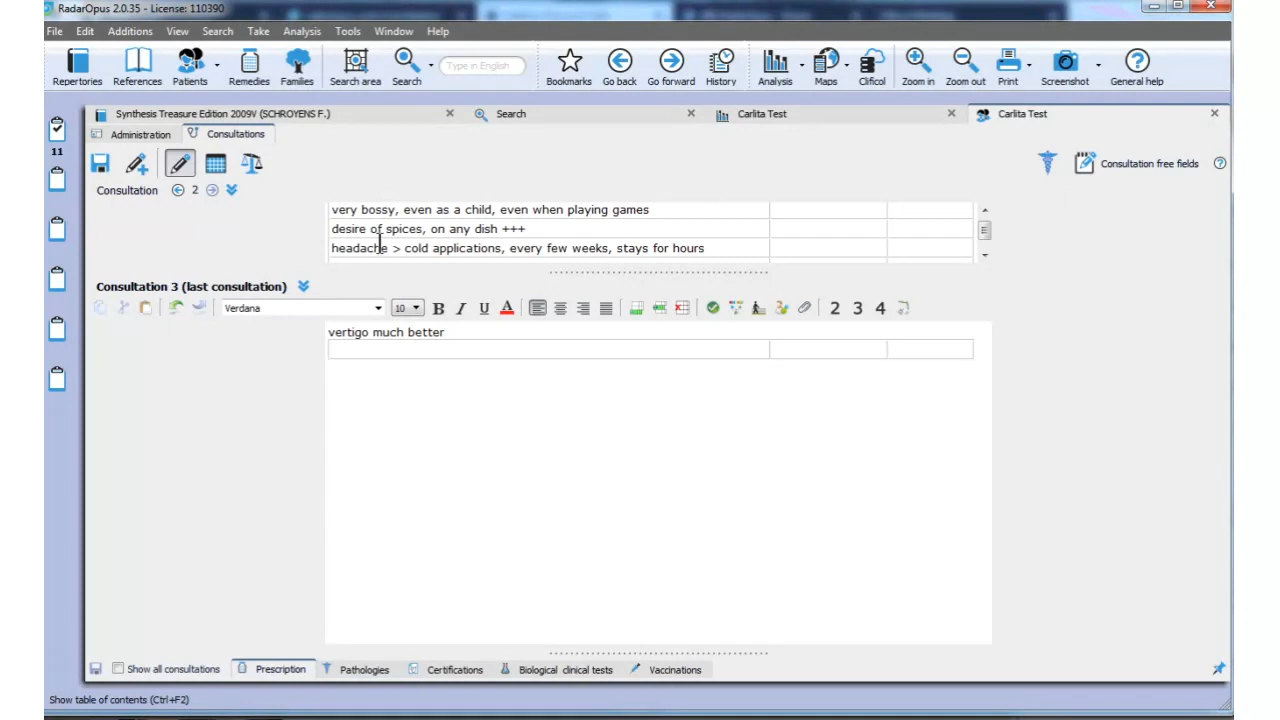 RadarOpus 2.0.35 - License: 110390
File Edit Additions View Search Take Analysis Tools Window Help
Type in English
Repertories References Patients Remedies Families Search area Search Bookmarks Go back Go forward History Analysis Maps Clificol Zoom in Zoom out Print Screenshot General help
Synthesis Treasure Edition 2009V (SCHROYENS F.) Search Carlita Test Carlita Test
Administration Consultations
11
Consultation free fields
Consultation 2
very bossy, even as a child, even when playing games
desire of spices, on any dish +++
headache > cold applications, every few weeks, stays for hours
Consultation 3 (last consultation)
Verdana 10 B I U A 2 3 4
vertigo much better
Show all consultations Prescription Pathologies Certifications Biological clinical tests Vaccinations
Show table of contents (Ctrl+F2)